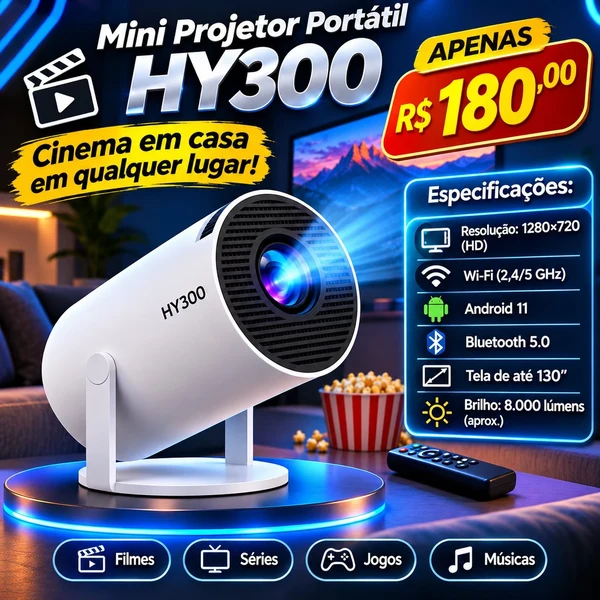 Mini Projetor Portátil
HY300
APENAS
R$ 180,00
Cinema em casa
em qualquer lugar!
Especificações:
Resolução: 1280×720
(HD)
Wi-Fi (2,4/5 GHz)
Android 11
Bluetooth 5.0
Tela de até 130”
Brilho: 8.000 lúmens
(aprox.)
HY300
Filmes
Séries
Jogos
Músicas